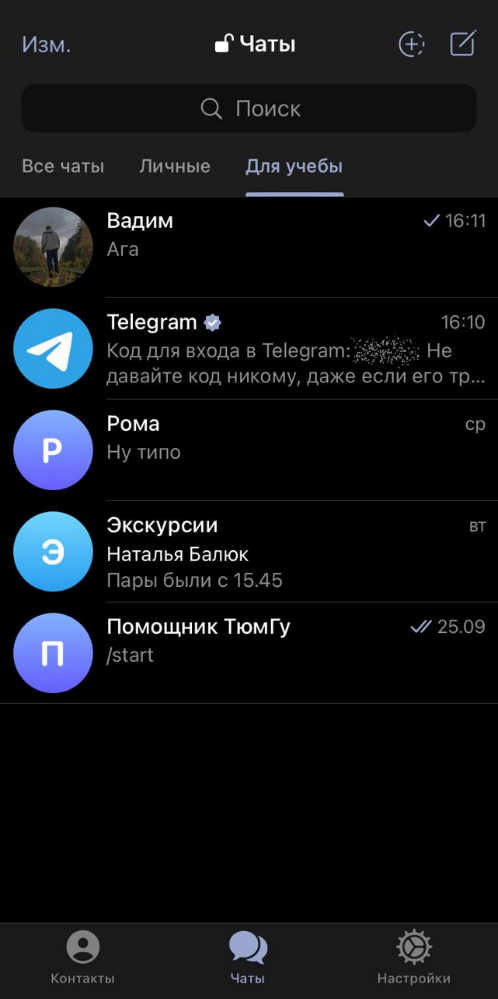 Изм.
Чаты
Поиск
Все чаты Личные Для учебы
Вадим 16:11
Ага
Telegram 16:10
Код для входа в Telegram: Не
давайте код никому, даже если его тр...
Р
Рома ср
Ну типо
Э
Экскурсии вт
Наталья Балюк
Пары были с 15.45
П
Помощник ТюмГу 25.09
/start
Контакты Чаты Настройки